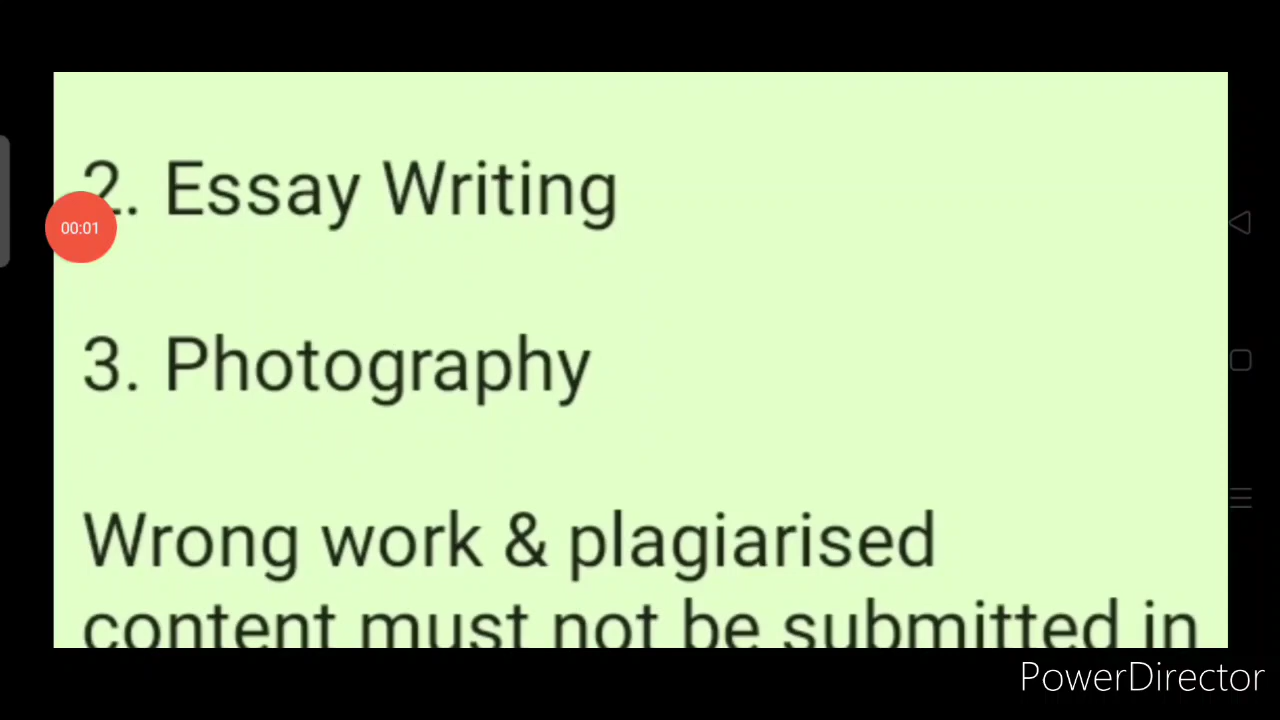 2. Essay Writing
00:01
3. Photography
Wrong work & plagiarised
content must not be submitted in
PowerDirector